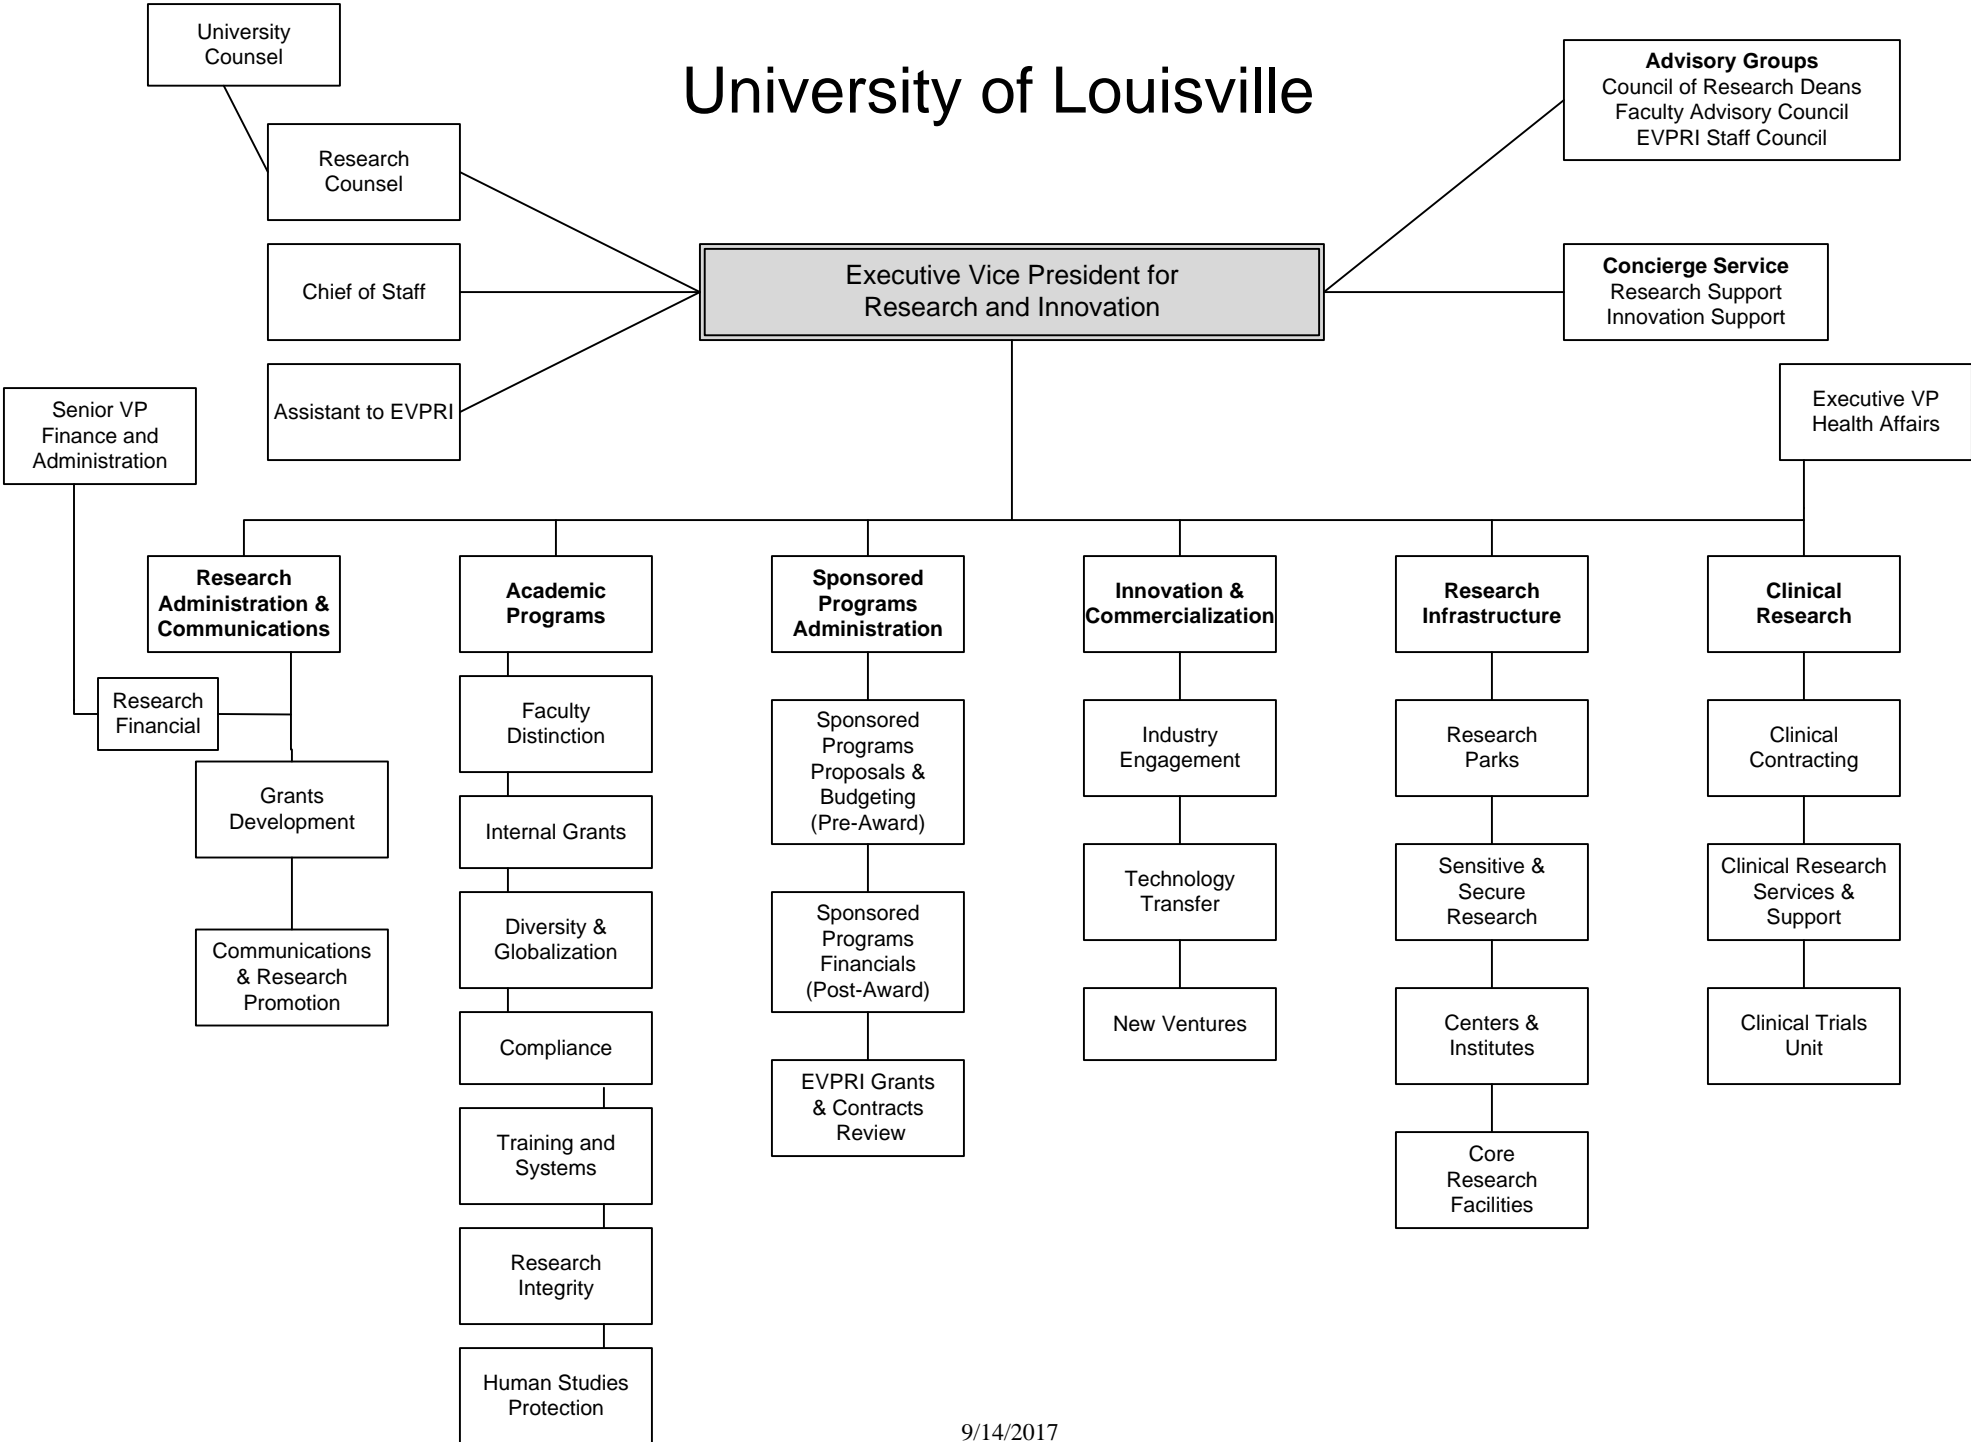 University of Louisville
University
Counsel
Advisory Groups
Council of Research Deans
Faculty Advisory Council
EVPRI Staff Council
Research
Counsel
Executive Vice President for
Research and Innovation
Concierge Service
Research Support
Innovation Support
Chief of Staff
Assistant to EVPRI
Senior VP
Finance and
Administration
Executive VP
Health Affairs
Research
Administration &
Communications
Research
Financial
Grants
Development
Communications
& Research
Promotion
Academic
Programs
Faculty
Distinction
Internal Grants
Diversity &
Globalization
Compliance
Training and
Systems
Research
Integrity
Human Studies
Protection
Sponsored
Programs
Administration
Sponsored
Programs
Proposals &
Budgeting
(Pre-Award)
Sponsored
Programs
Financials
(Post-Award)
EVPRI Grants
& Contracts
Review
Innovation &
Commercialization
Industry
Engagement
Technology
Transfer
New Ventures
Research
Infrastructure
Research
Parks
Sensitive &
Secure
Research
Centers &
Institutes
Core
Research
Facilities
Clinical
Research
Clinical
Contracting
Clinical Research
Services &
Support
Clinical Trials
Unit
9/14/2017